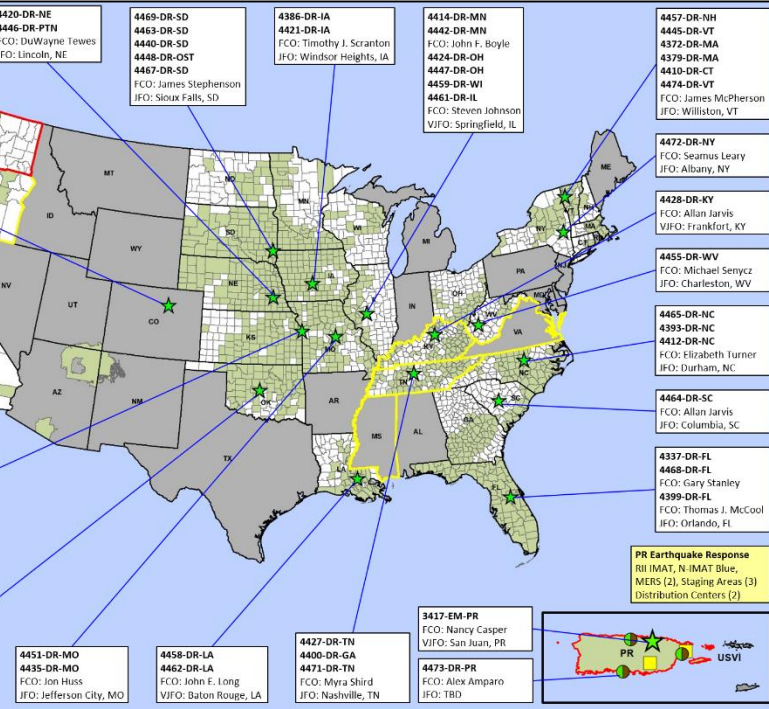 4420-DR-NE
4446-DR-PTN
FCO: DuWayne Tewes
JFO: Lincoln, NE
4469-DR-SD
4463-DR-SD
4440-DR-SD
4448-DR-OST
4467-DR-SD
FCO: James Stephenson
JFO: Sioux Falls, SD
4386-DR-IA
4421-DR-IA
FCO: Timothy J. Scranton
JFO: Windsor Heights, IA
4414-DR-MN
4442-DR-MN
FCO: John F. Boyle
4424-DR-OH
4447-DR-OH
4459-DR-WI
4461-DR-IL
FCO: Steven Johnson
VJFO: Springfield, IL
4457-DR-NH
4445-DR-VT
4372-DR-MA
4379-DR-MA
4410-DR-CT
4474-DR-VT
FCO: James McPherson
JFO: Williston, VT
4472-DR-NY
FCO: Seamus Leary
JFO: Albany, NY
4428-DR-KY
FCO: Allan Jarvis
VJFO: Frankfort, KY
4455-DR-WV
FCO: Michael Senycz
JFO: Charleston, WV
4465-DR-NC
4393-DR-NC
4412-DR-NC
FCO: Elizabeth Turner
JFO: Durham, NC
4464-DR-SC
FCO: Allan Jarvis
JFO: Columbia, SC
4337-DR-FL
4468-DR-FL
FCO: Gary Stanley
4399-DR-FL
FCO: Thomas J. McCool
JFO: Orlando, FL
PR Earthquake Response
RII IMAT, N-IMAT Blue,
MERS (2), Staging Areas (3)
Distribution Centers (2)
MT
ND
MN
ME
ID
SD
WI
MI
NY
VT
NH
MA
CT
WY
NE
IA
PA
NJ
NV
UT
CO
KS
MO
IN
OH
WV
MD
VA
KY
AZ
NM
OK
AR
TN
NC
SC
TX
LA
MS
AL
GA
FL
4451-DR-MO
4435-DR-MO
FCO: Jon Huss
JFO: Jefferson City, MO
4458-DR-LA
4462-DR-LA
FCO: John E. Long
VJFO: Baton Rouge, LA
4427-DR-TN
4400-DR-GA
4471-DR-TN
FCO: Myra Shird
JFO: Nashville, TN
3417-EM-PR
FCO: Nancy Casper
VJFO: San Juan, PR
4473-DR-PR
FCO: Alex Amparo
JFO: TBD
PR
USVI